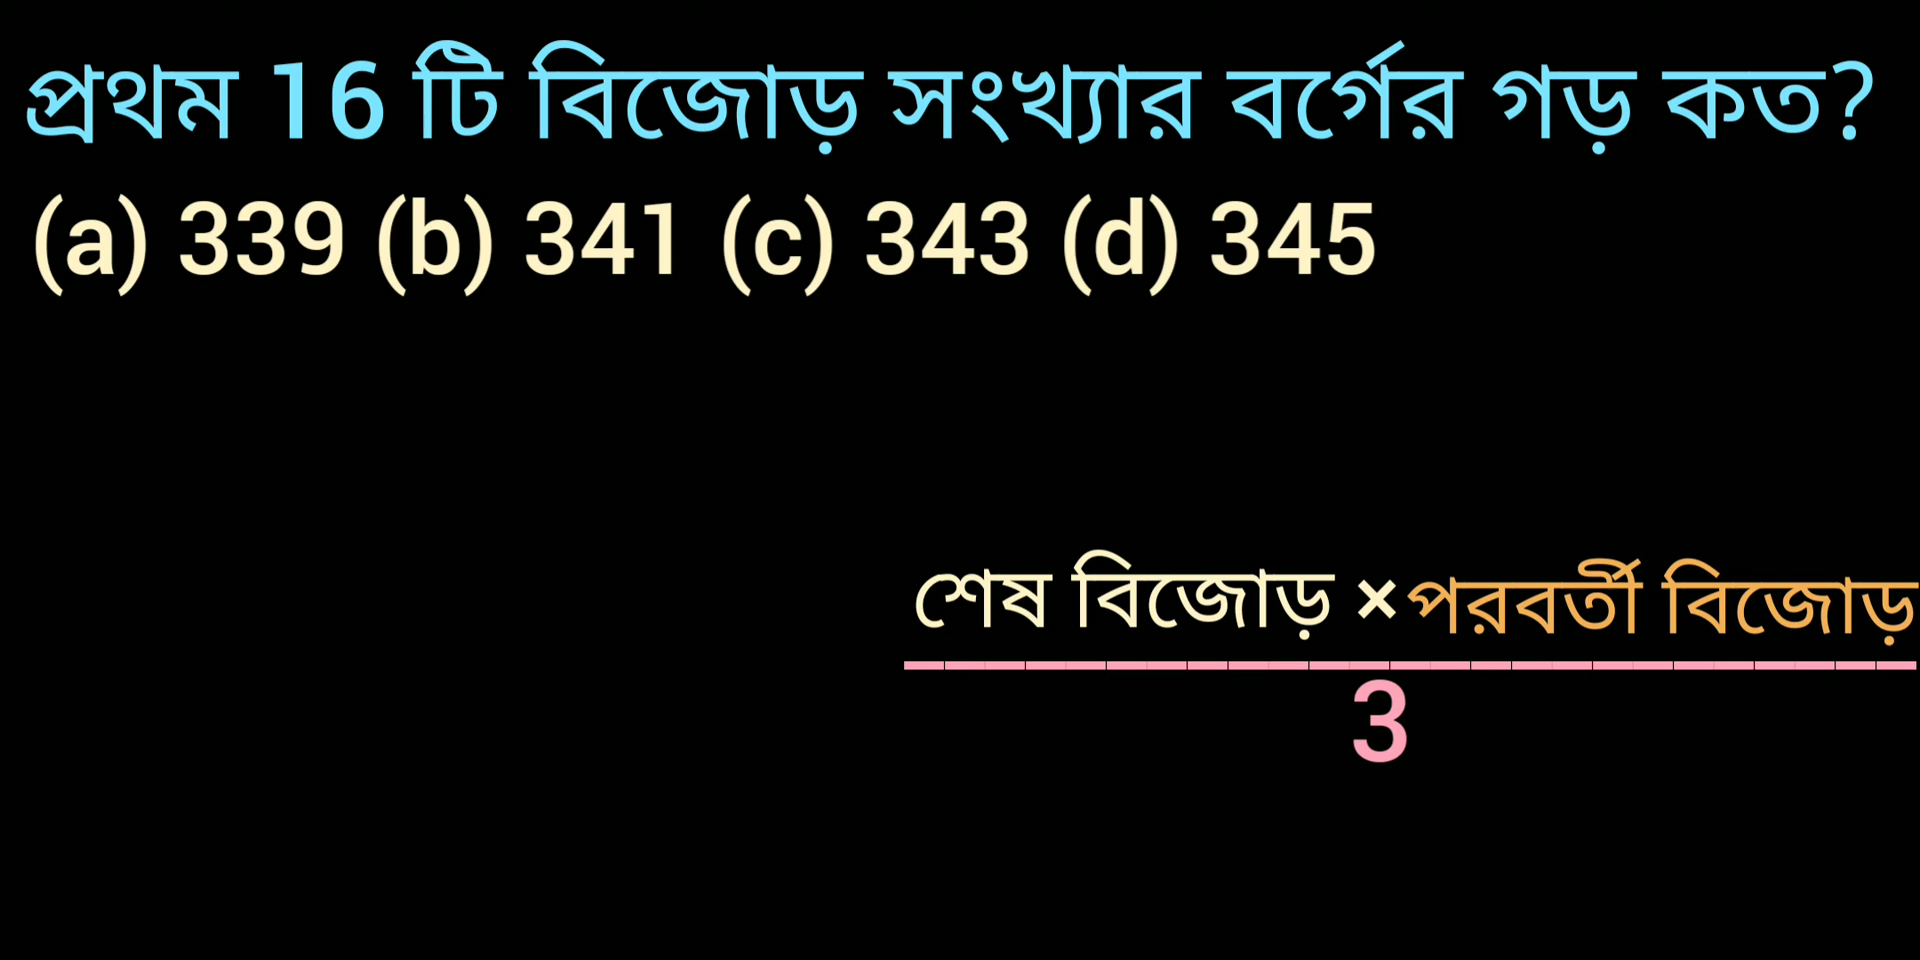 প্রথম 16 টি বিজোড় সংখ্যার বর্গের গড় কত?
(a) 339 (b) 341 (c) 343 (d) 345
শেষ বিজোড় ×পরবর্তী বিজোড়
3